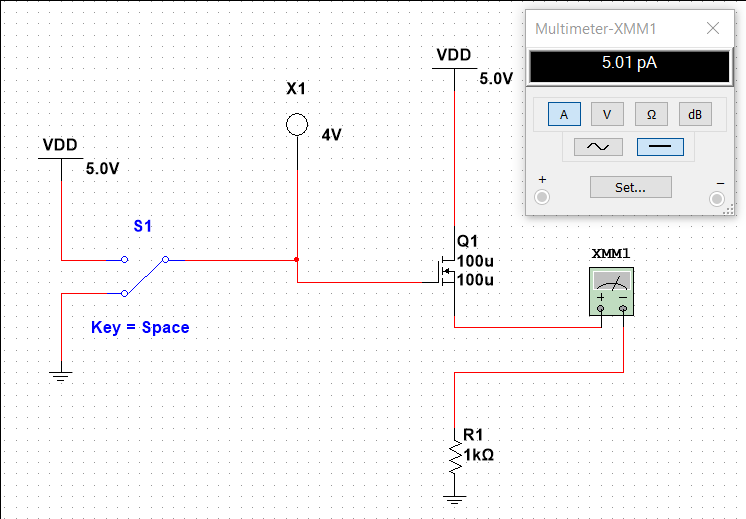 Multimeter-XMM1
5.01 pA
A
V
Ω
dB
+
Set...
−
VDD
5.0V
X1
4V
VDD
5.0V
S1
Key = Space
Q1
100u
100u
XMM1
+
−
R1
1kΩ